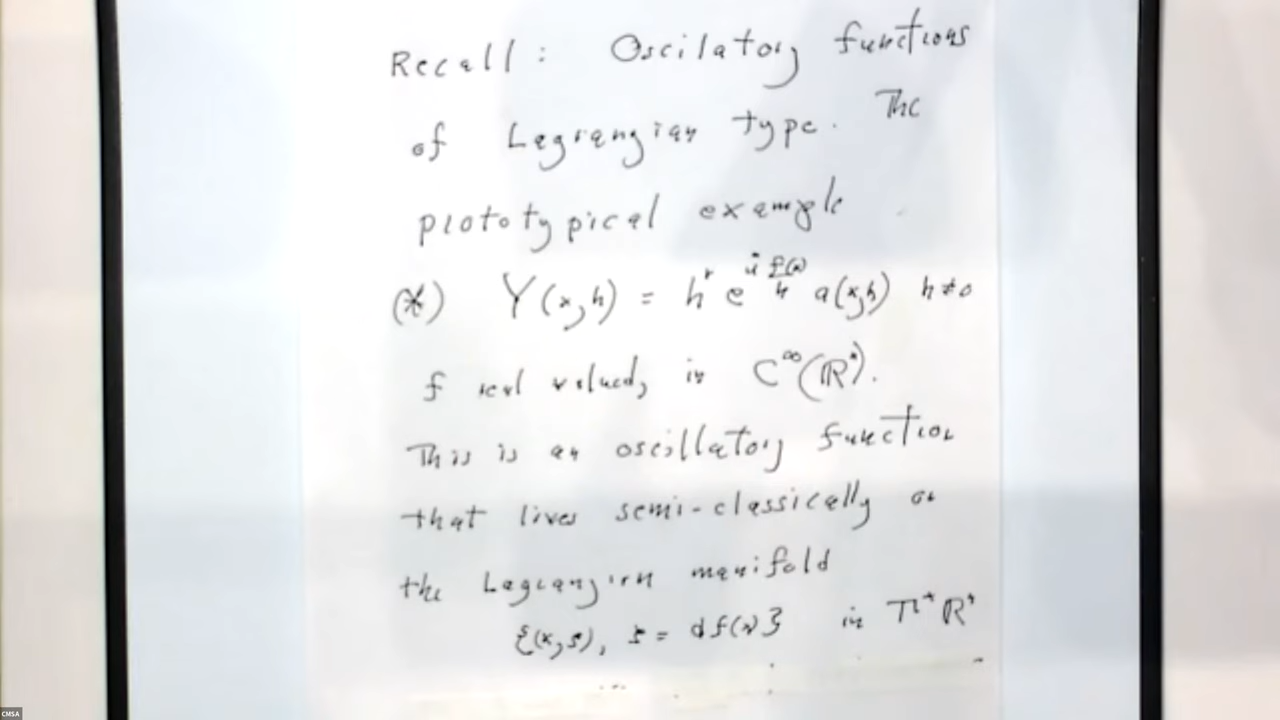 Recall: Oscilatory functions
of Lagrangian type. The
prototypical example
(*) Y(x,h) = h^r e^{i f(x)/h} a(x,h) h≠0
f real valued, in C^∞(R^n).
This is an oscillatory function
that lives semi-classically on
the Lagrangian manifold
{(x,ξ), ξ = df(x)} in T^*R^n
CMSA